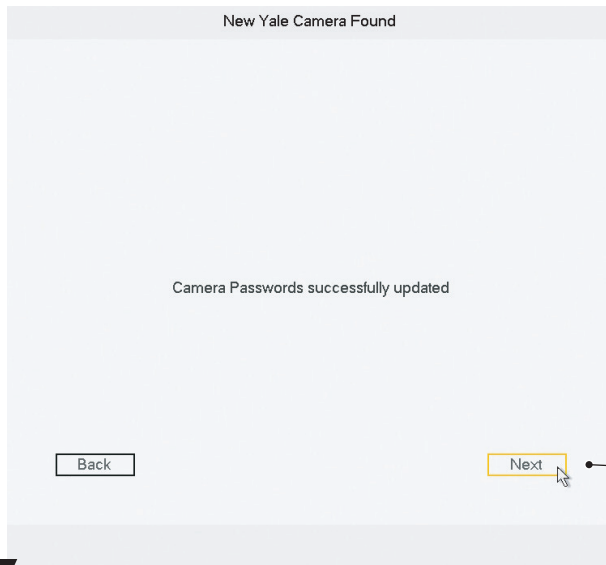 New Yale Camera Found
Camera Passwords successfully updated
Back
Next